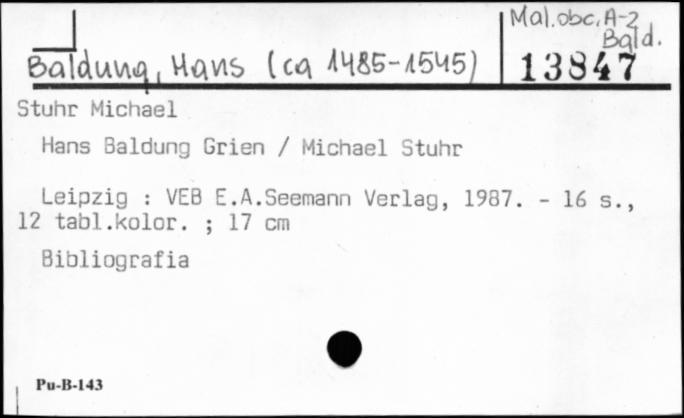 Mal.obc. A-2
Bald.
Baldung, Hans (ca 1485-1545)
13847
Stuhr Michael
Hans Baldung Grien / Michael Stuhr
Leipzig : VEB E.A.Seemann Verlag, 1987. - 16 s.,
12 tabl.kolor. ; 17 cm
Bibliografia
Pu-B-143